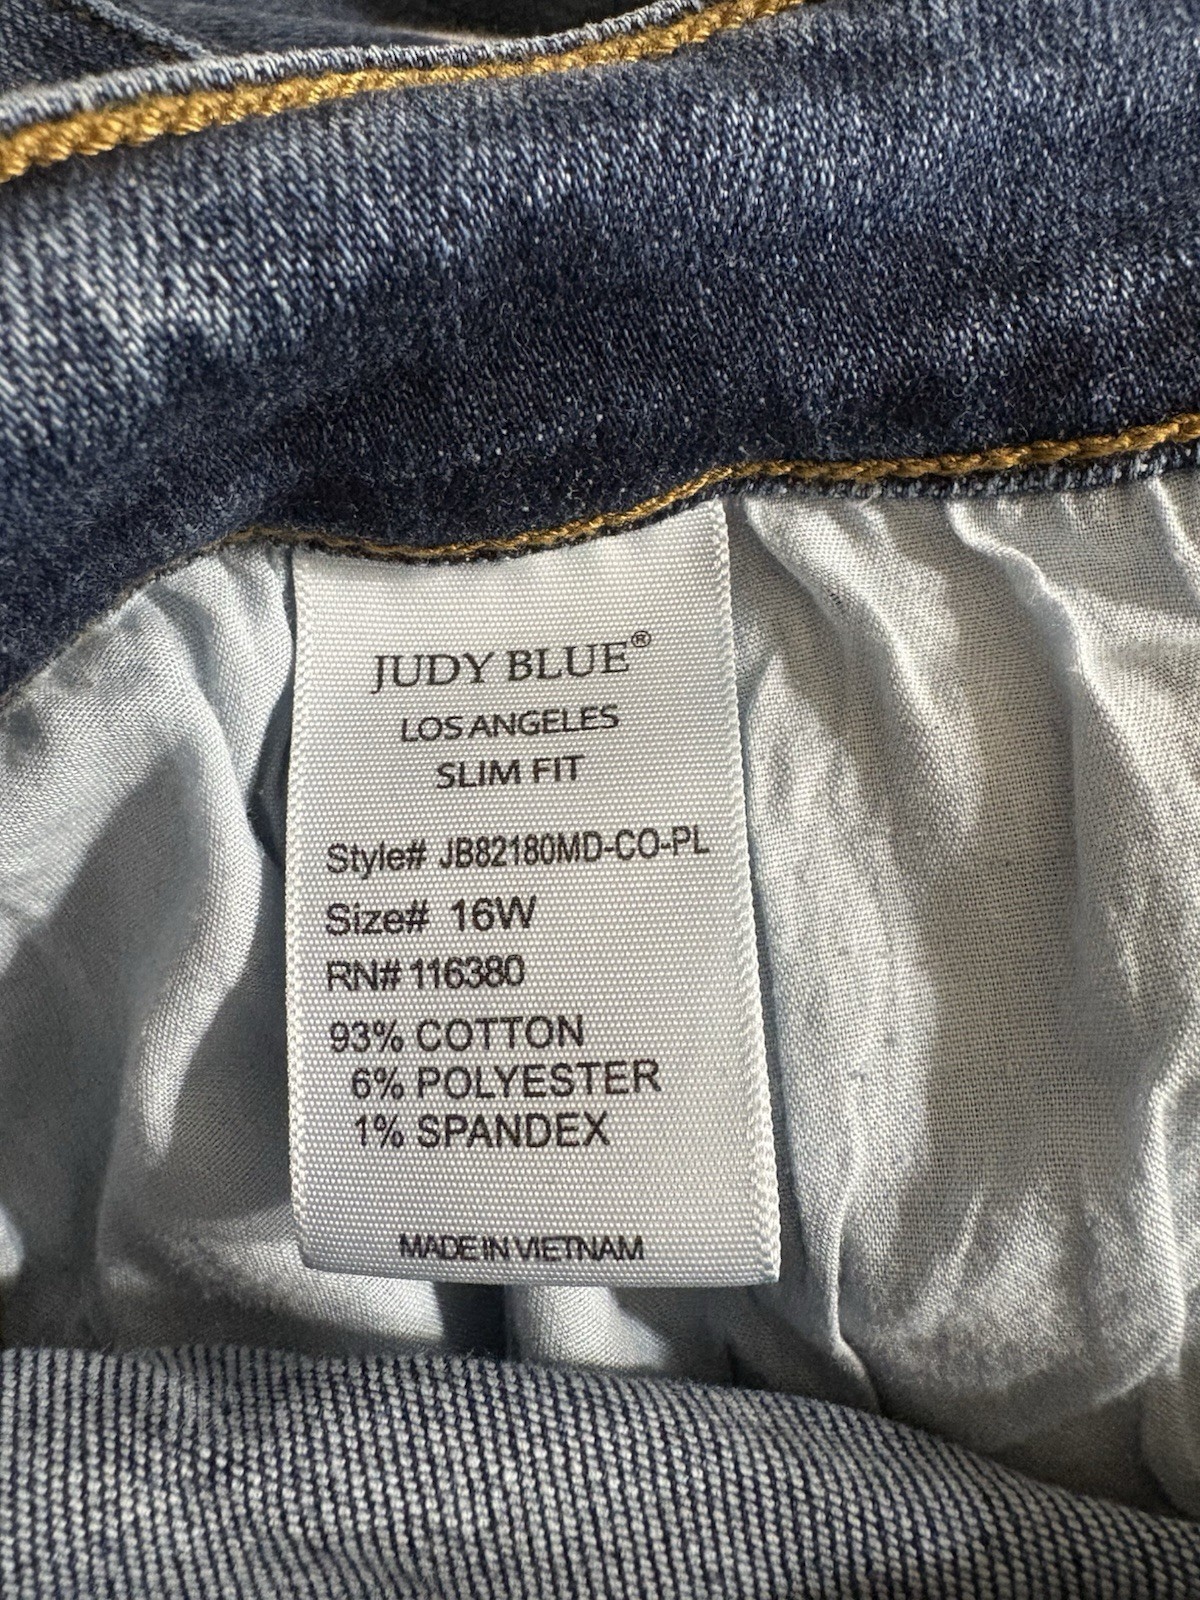 JUDY BLUE®
LOS ANGELES
SLIM FIT
Style# JB82180MD-CO-PL
Size# 16W
RN# 116380
93% COTTON
6% POLYESTER
1% SPANDEX
MADE IN VIETNAM